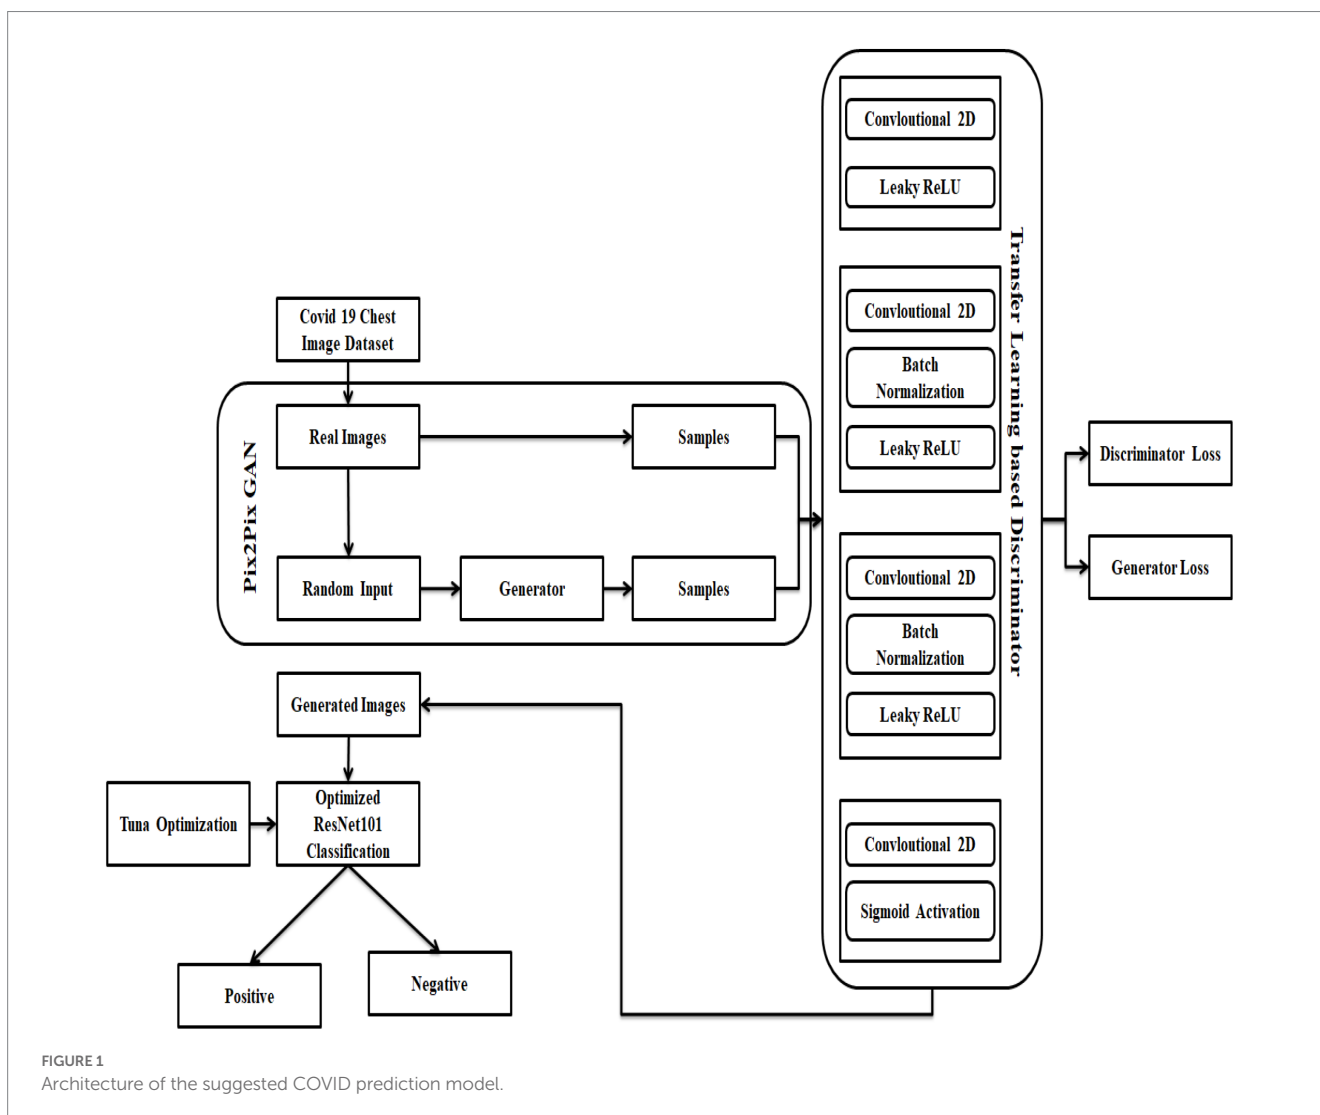 Covid 19 Chest
Image Dataset
Pix2Pix GAN
Real Images
Samples
Random Input
Generator
Samples
Convloutional 2D
Leaky ReLU
Convloutional 2D
Batch
Normalization
Leaky ReLU
Convloutional 2D
Batch
Normalization
Leaky ReLU
Convloutional 2D
Sigmoid Activation
Transfer Learning based Discriminator
Discriminator Loss
Generator Loss
Generated Images
Tuna Optimization
Optimized
ResNet101
Classification
Positive
Negative
FIGURE 1
Architecture of the suggested COVID prediction model.